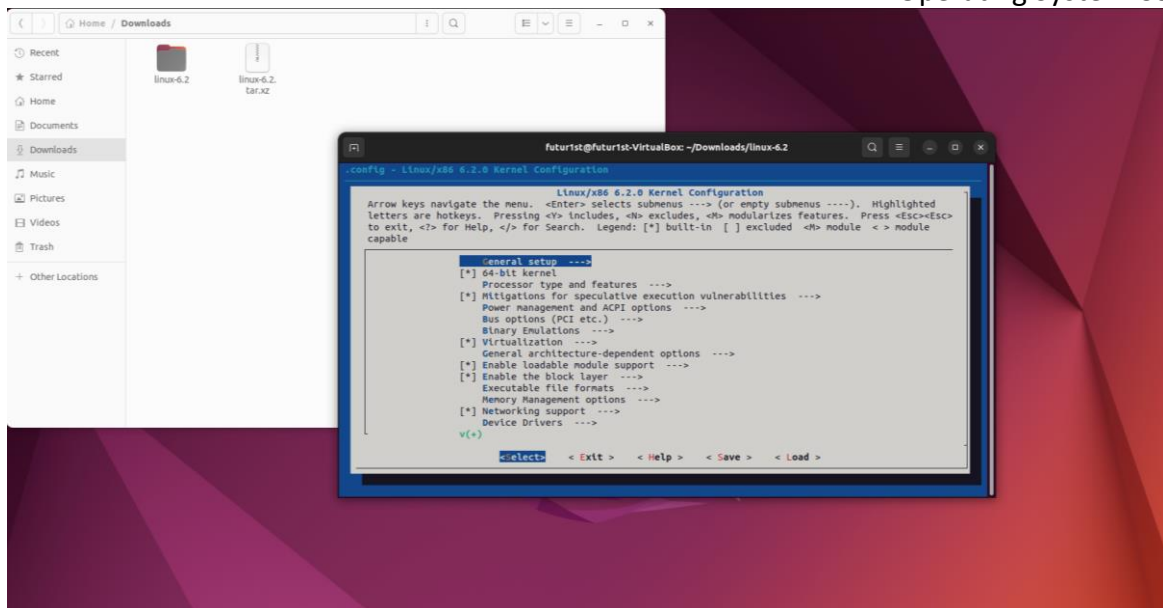 Home / Downloads
Recent
Starred
Home
Documents
Downloads
Music
Pictures
Videos
Trash
+ Other Locations
linux-6.2
linux-6.2.
tar.xz
futur1st@futur1st-VirtualBox: ~/Downloads/linux-6.2
.config - Linux/x86 6.2.0 Kernel Configuration
Linux/x86 6.2.0 Kernel Configuration
Arrow keys navigate the menu. <Enter> selects submenus ---> (or empty submenus ----). Highlighted
letters are hotkeys. Pressing <Y> includes, <N> excludes, <M> modularizes features. Press <Esc><Esc>
to exit, <?> for Help, </> for Search. Legend: [*] built-in [ ] excluded <M> module < > module
capable
General setup --->
[*] 64-bit kernel
Processor type and features --->
[*] Mitigations for speculative execution vulnerabilities --->
Power management and ACPI options --->
Bus options (PCI etc.) --->
Binary Emulations --->
[*] Virtualization --->
General architecture-dependent options --->
[*] Enable loadable module support --->
[*] Enable the block layer --->
Executable file formats --->
Memory Management options --->
[*] Networking support --->
Device Drivers --->
v(+)
<Select> < Exit > < Help > < Save > < Load >